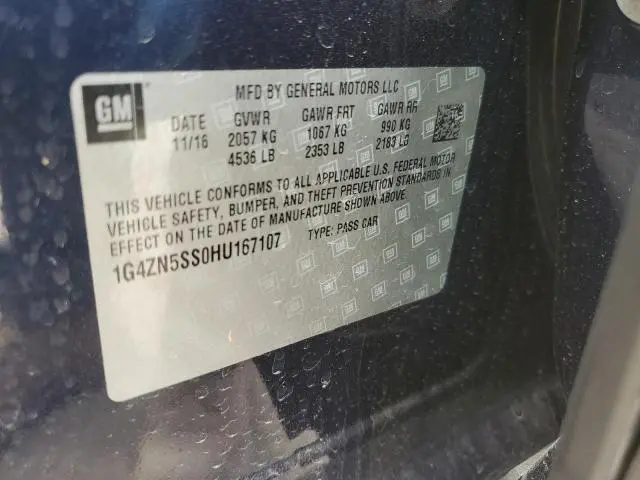 GM
MFD BY GENERAL MOTORS LLC
DATE GVWR GAWR FRT GAWR RR
11/16 2057 KG 1067 KG 990 KG
4536 LB 2353 LB 2183 LB
THIS VEHICLE CONFORMS TO ALL APPLICABLE U.S. FEDERAL MOTOR
VEHICLE SAFETY, BUMPER, AND THEFT PREVENTION STANDARDS IN
EFFECT ON THE DATE OF MANUFACTURE SHOWN ABOVE.
1G4ZN5SS0HU167107 TYPE: PASS CAR